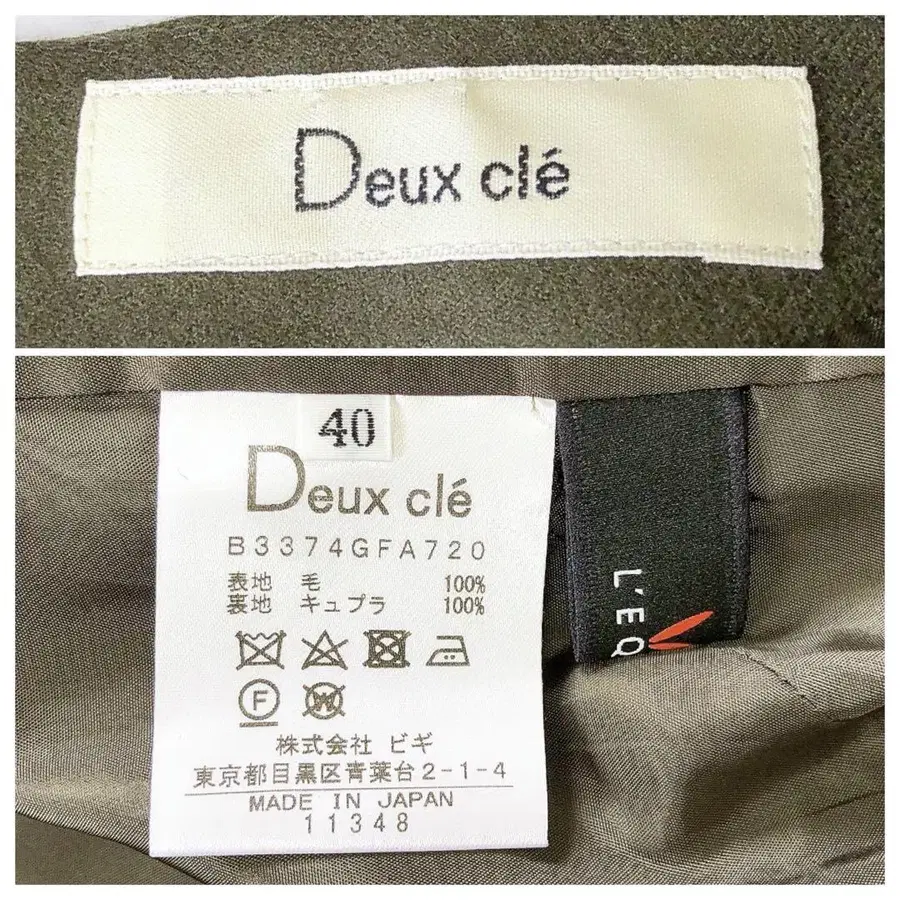 Deux clé
40
Deux clé
B3374GFA720
表地 毛 100%
裏地 キュプラ 100%
F
W
株式会社 ビギ
東京都目黒区青葉台2-1-4
MADE IN JAPAN
11348
L'EQ